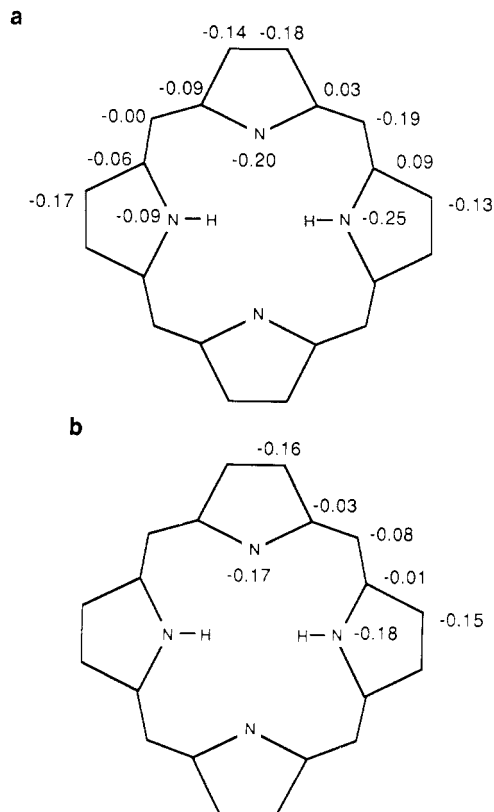 a
-0.14 -0.18
-0.09 0.03
-0.00 -0.19
N
-0.06 -0.20 0.09
-0.17 -0.13
-0.09 N H H N -0.25
N
b
-0.16
-0.03
-0.08
N
-0.17 -0.01
-0.15
N H H N -0.18
N